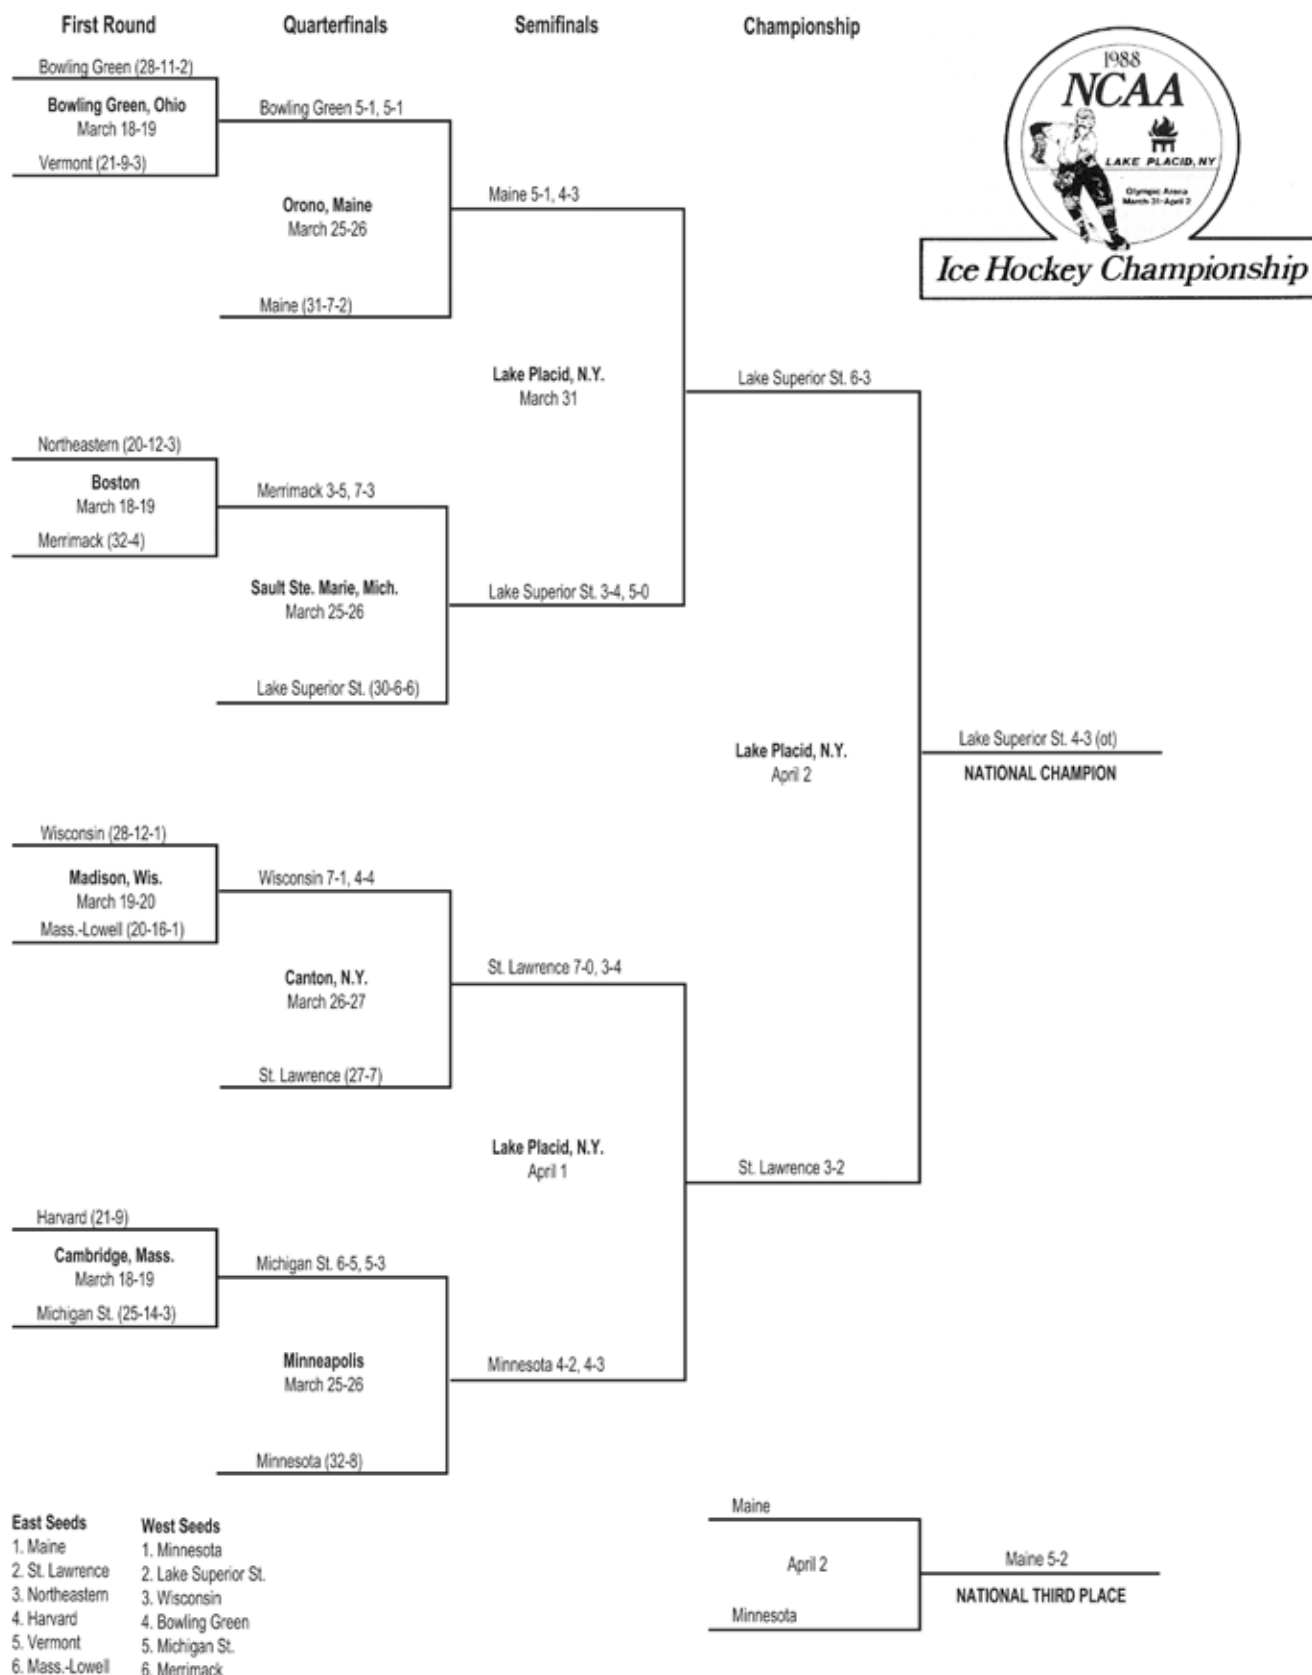 First Round
Quarterfinals
Semifinals
Championship
1988
NCAA
LAKE PLACID, NY
Olympic Arena
March 31-April 2
Ice Hockey Championship
Bowling Green (28-11-2)
Bowling Green, Ohio
March 18-19
Vermont (21-9-3)
Bowling Green 5-1, 5-1
Orono, Maine
March 25-26
Maine (31-7-2)
Maine 5-1, 4-3
Lake Placid, N.Y.
March 31
Lake Superior St. 6-3
Northeastern (20-12-3)
Boston
March 18-19
Merrimack (32-4)
Merrimack 3-5, 7-3
Sault Ste. Marie, Mich.
March 25-26
Lake Superior St. (30-6-6)
Lake Superior St. 3-4, 5-0
Lake Placid, N.Y.
April 2
Lake Superior St. 4-3 (ot)
NATIONAL CHAMPION
Wisconsin (28-12-1)
Madison, Wis.
March 19-20
Mass.-Lowell (20-16-1)
Wisconsin 7-1, 4-4
Canton, N.Y.
March 26-27
St. Lawrence (27-7)
St. Lawrence 7-0, 3-4
Lake Placid, N.Y.
April 1
St. Lawrence 3-2
Harvard (21-9)
Cambridge, Mass.
March 18-19
Michigan St. (25-14-3)
Michigan St. 6-5, 5-3
Minneapolis
March 25-26
Minnesota (32-8)
Minnesota 4-2, 4-3
Maine
April 2
Minnesota
Maine 5-2
NATIONAL THIRD PLACE
East Seeds
1. Maine
2. St. Lawrence
3. Northeastern
4. Harvard
5. Vermont
6. Mass.-Lowell
West Seeds
1. Minnesota
2. Lake Superior St.
3. Wisconsin
4. Bowling Green
5. Michigan St.
6. Merrimack